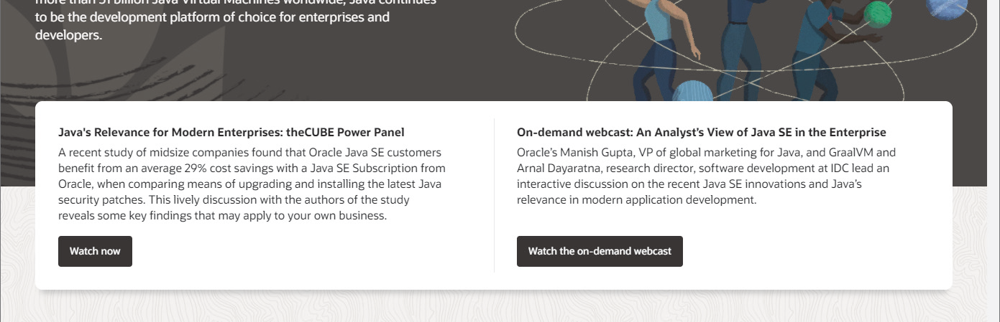 more than 51 billion Java Virtual Machines worldwide, Java continues
to be the development platform of choice for enterprises and
developers.
Java's Relevance for Modern Enterprises: theCUBE Power Panel
A recent study of midsize companies found that Oracle Java SE customers
benefit from an average 29% cost savings with a Java SE Subscription from
Oracle, when comparing means of upgrading and installing the latest Java
security patches. This lively discussion with the authors of the study
reveals some key findings that may apply to your own business.
Watch now
On-demand webcast: An Analyst’s View of Java SE in the Enterprise
Oracle’s Manish Gupta, VP of global marketing for Java, and GraalVM and
Arnal Dayaratna, research director, software development at IDC lead an
interactive discussion on the recent Java SE innovations and Java’s
relevance in modern application development.
Watch the on-demand webcast